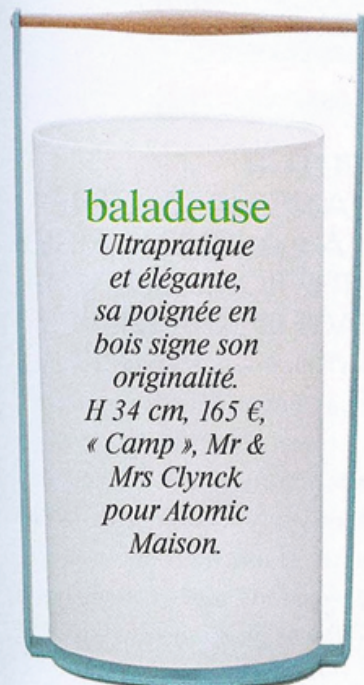 baladeuse
Ultrapratique
et élégante,
sa poignée en
bois signe son
originalité.
H 34 cm, 165 €,
« Camp », Mr &
Mrs Clynck
pour Atomic
Maison.